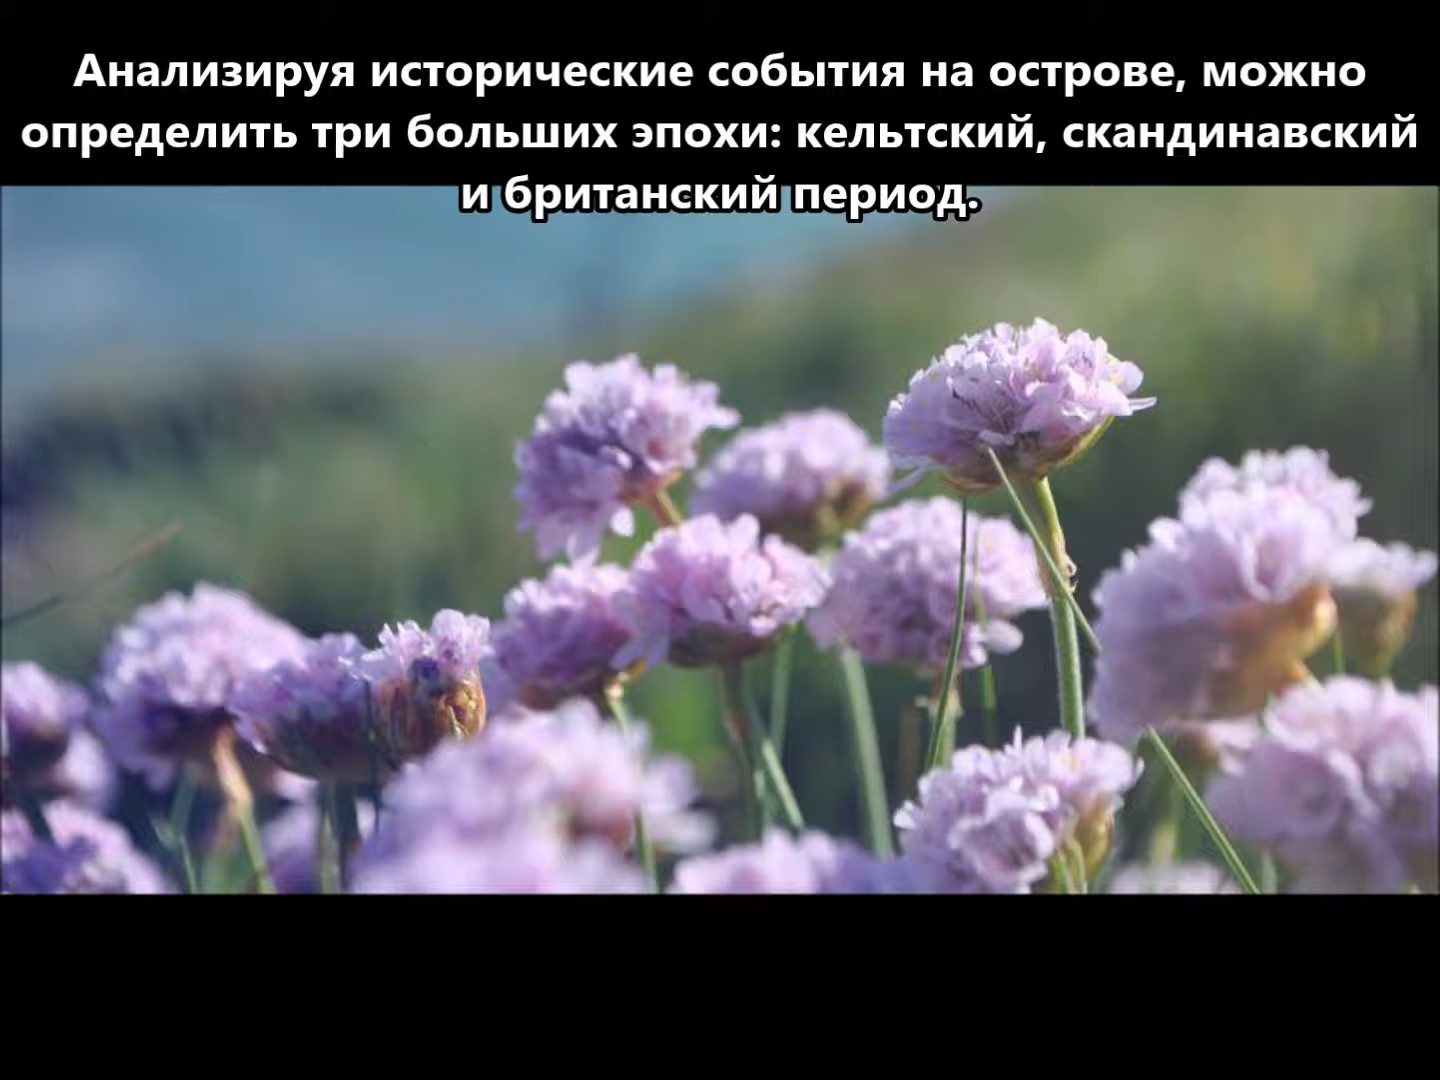 Анализируя исторические события на острове, можно
определить три больших эпохи: кельтский, скандинавский
и британский период.